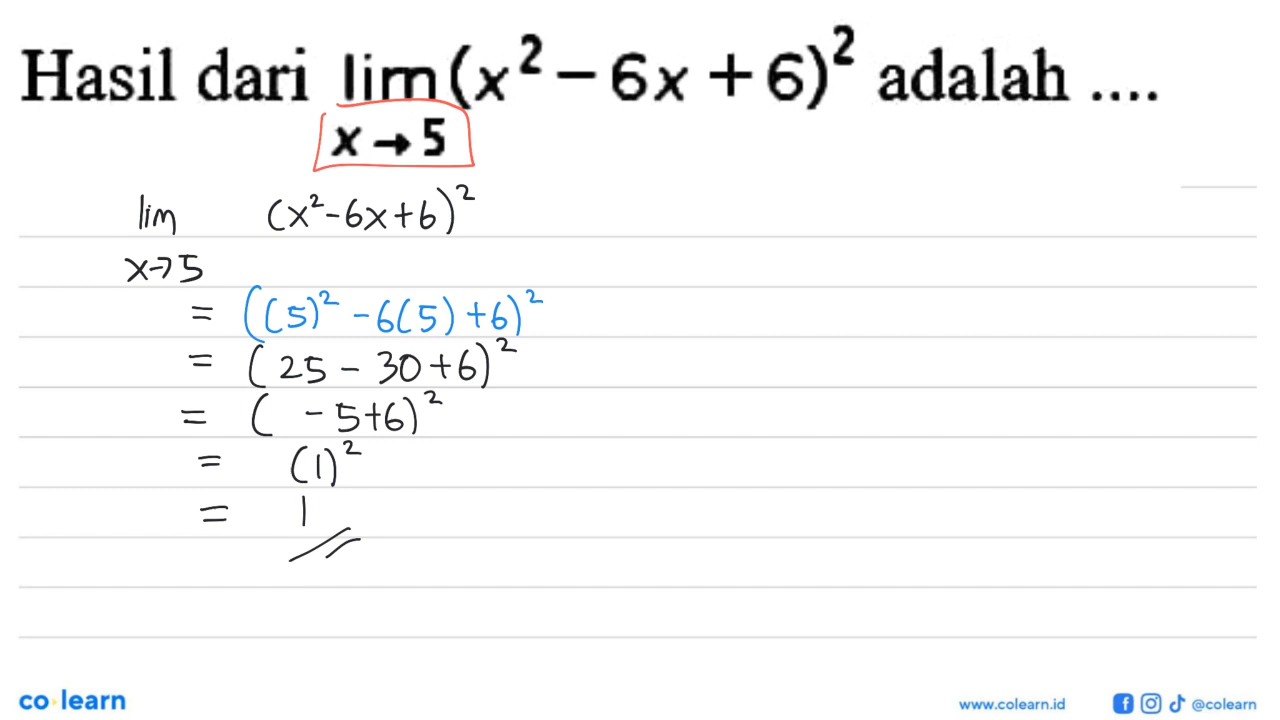 Hasil dari lim (x² - 6x + 6)² adalah ....
x → 5
lim (x² - 6x + 6)²
x → 5
= ((5)² - 6(5) + 6)²
= (25 - 30 + 6)²
= ( - 5 + 6)²
= (1)²
= 1
co learn
www.colearn.id @colearn